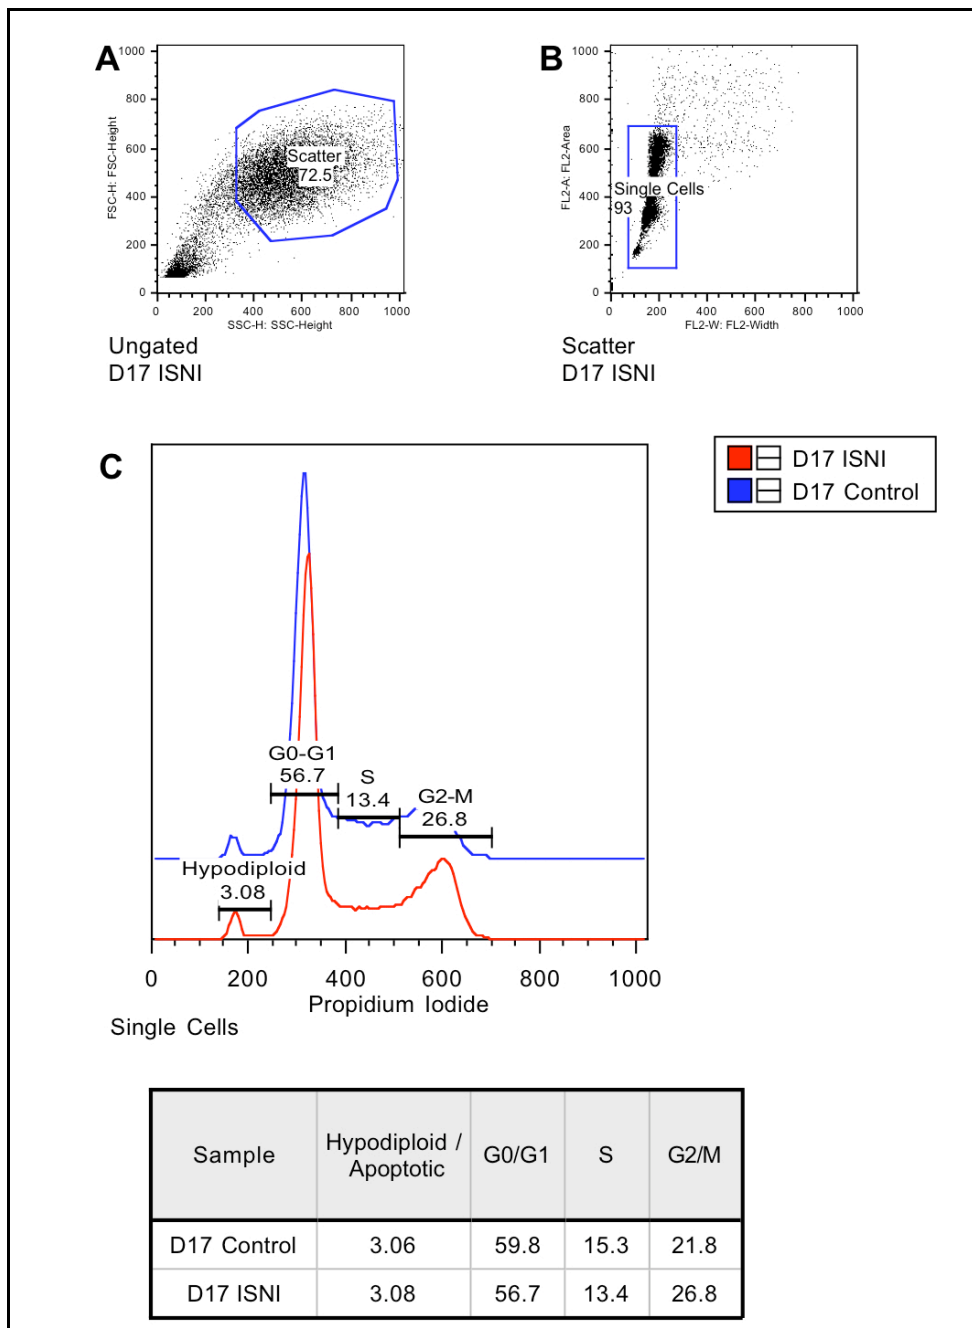 A
1000
800
600
400
200
0
FSC-H: FSC-Height
Scatter
72.5
0 200 400 600 800 1000
SSC-H: SSC-Height
Ungated
D17 ISNI
B
1000
800
600
400
200
0
FL2-A: FL2-Area
Single Cells
93
0 200 400 600 800 1000
FL2-W: FL2-Width
Scatter
D17 ISNI
C
D17 ISNI
D17 Control
G0-G1
56.7
S
13.4
G2-M
26.8
Hypodiploid
3.08
0 200 400 600 800 1000
Propidium Iodide
Single Cells
Sample Hypodiploid / Apoptotic G0/G1 S G2/M
D17 Control 3.06 59.8 15.3 21.8
D17 ISNI 3.08 56.7 13.4 26.8